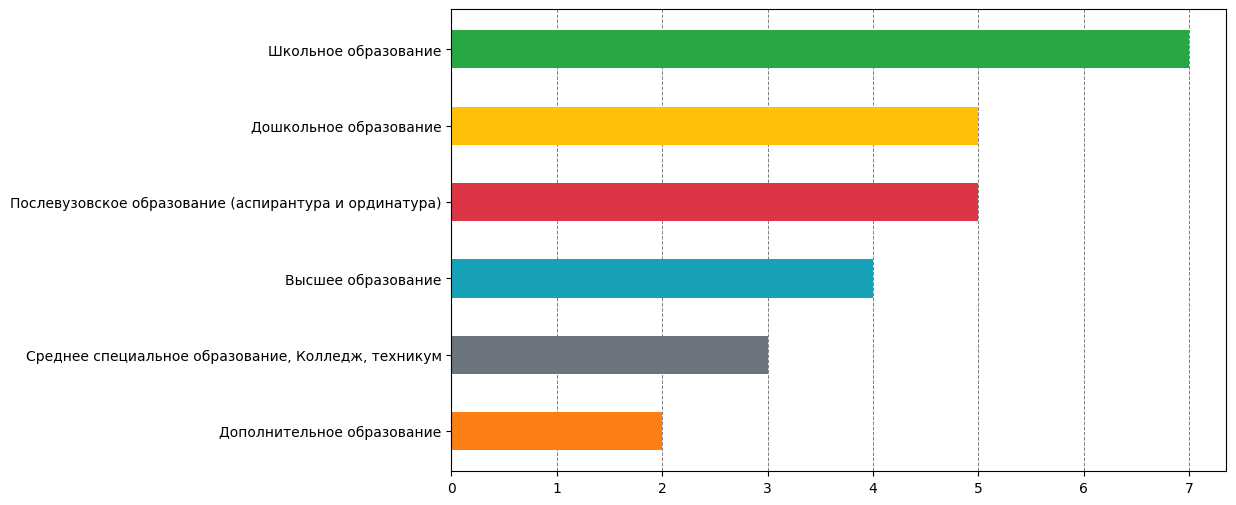 Школьное образование
Дошкольное образование
Послевузовское образование (аспирантура и ординатура)
Высшее образование
Среднее специальное образование, Колледж, техникум
Дополнительное образование
0 1 2 3 4 5 6 7